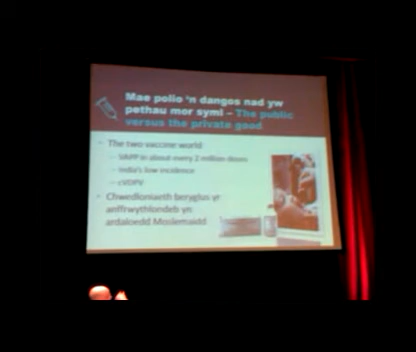 Mae polio 'n dangos nad yw
pethau mor syml – The public
versus the private good
- The two vaccine world:
– VAPP in about every 2 million doses
– India's low incidence
– cVDPV
- Chwedloniaeth beryglus yr
anffrwythlondeb yn
ardaloedd Moslemaidd